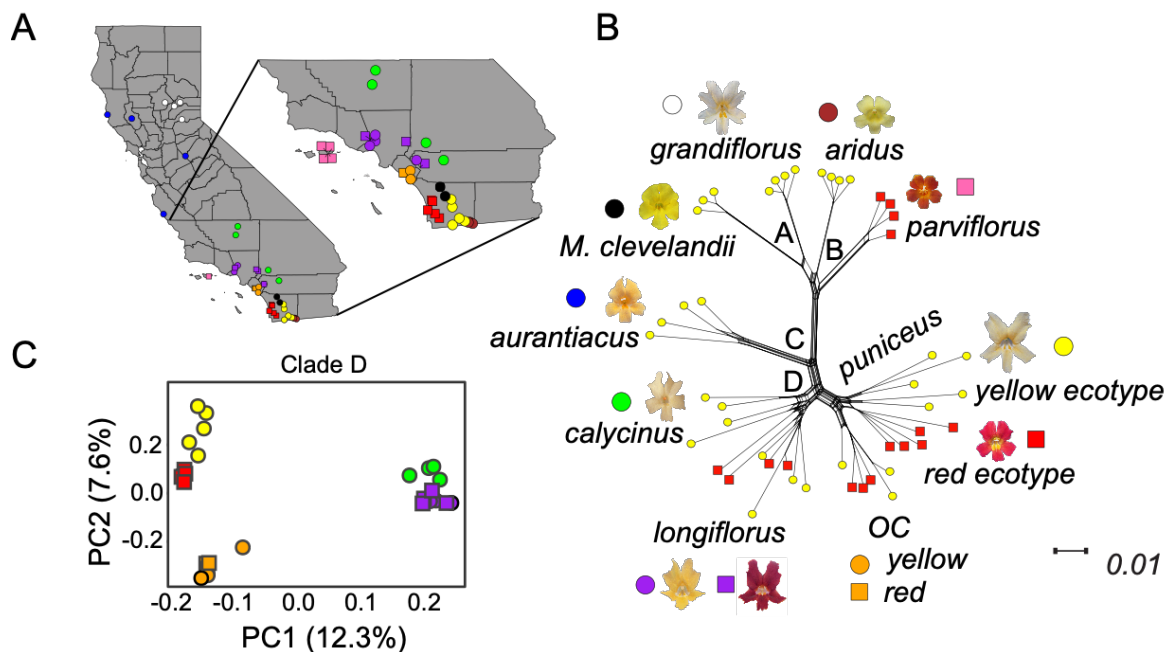 A
B
grandiflorus
aridus
M. clevelandii
A
B
parviflorus
aurantiacus
C
puniceus
D
yellow ecotype
calycinus
red ecotype
longiflorus
OC
yellow
red
0.01
C
Clade D
PC2 (7.6%)
0.2
0.0
-0.2
-0.2
-0.1
0.0
0.1
0.2
PC1 (12.3%)